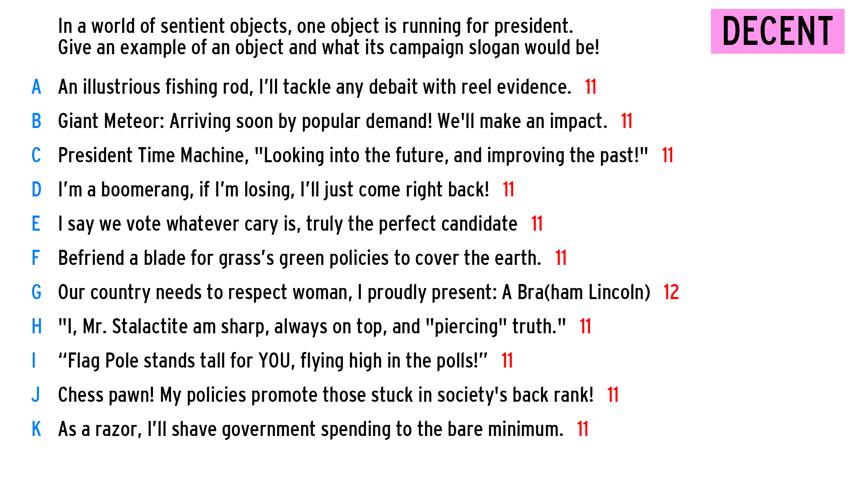 In a world of sentient objects, one object is running for president.
Give an example of an object and what its campaign slogan would be!
DECENT
A An illustrious fishing rod, I'll tackle any debait with reel evidence. 11
B Giant Meteor: Arriving soon by popular demand! We'll make an impact. 11
C President Time Machine, "Looking into the future, and improving the past!" 11
D I'm a boomerang, if I'm losing, I'll just come right back! 11
E I say we vote whatever cary is, truly the perfect candidate 11
F Befriend a blade for grass's green policies to cover the earth. 11
G Our country needs to respect woman, I proudly present: A Bra(ham Lincoln) 12
H "I, Mr. Stalactite am sharp, always on top, and "piercing" truth." 11
I “Flag Pole stands tall for YOU, flying high in the polls!” 11
J Chess pawn! My policies promote those stuck in society's back rank! 11
K As a razor, I'll shave government spending to the bare minimum. 11